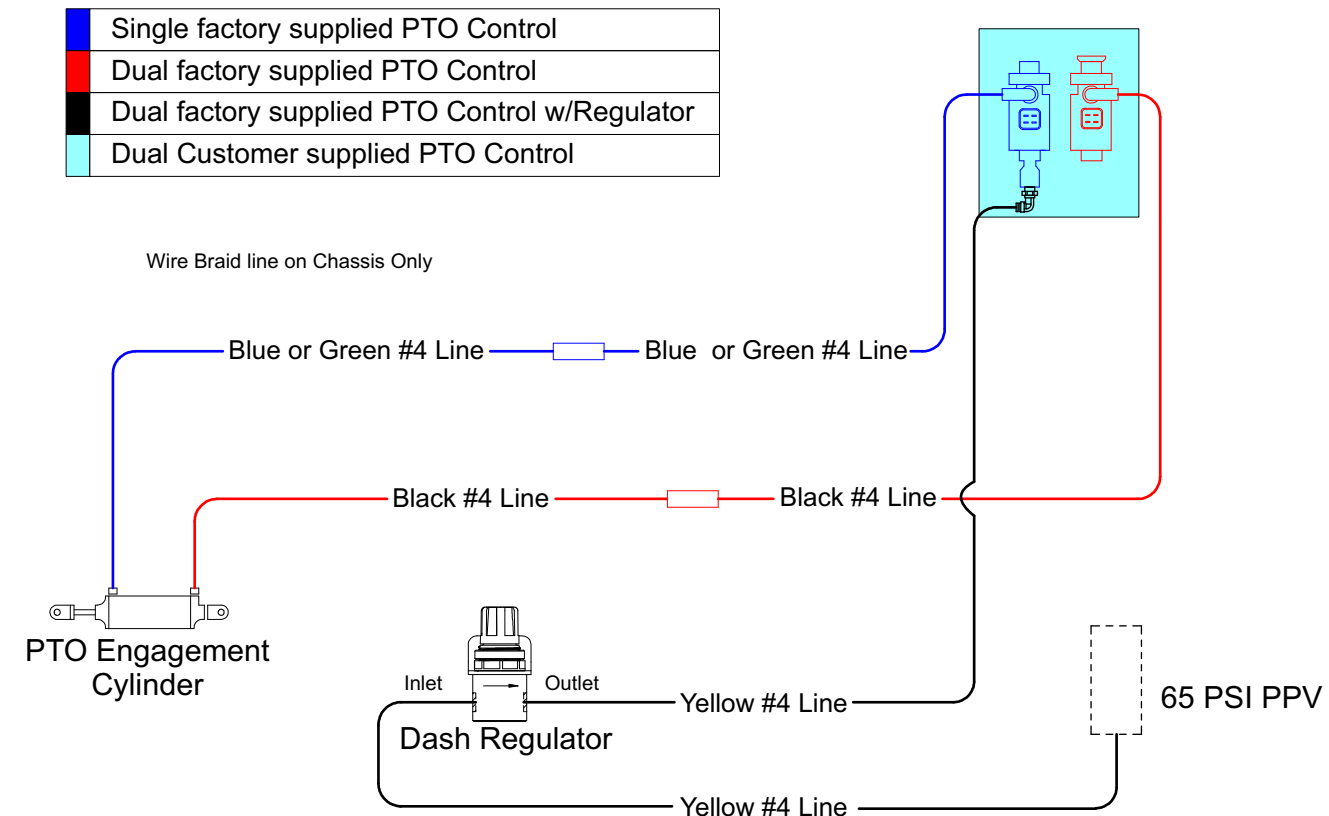 Single factory supplied PTO Control
Dual factory supplied PTO Control
Dual factory supplied PTO Control w/Regulator
Dual Customer supplied PTO Control
Wire Braid line on Chassis Only
Blue or Green #4 Line
Blue or Green #4 Line
Black #4 Line
Black #4 Line
PTO Engagement
Cylinder
Inlet
Outlet
Dash Regulator
Yellow #4 Line
65 PSI PPV
Yellow #4 Line